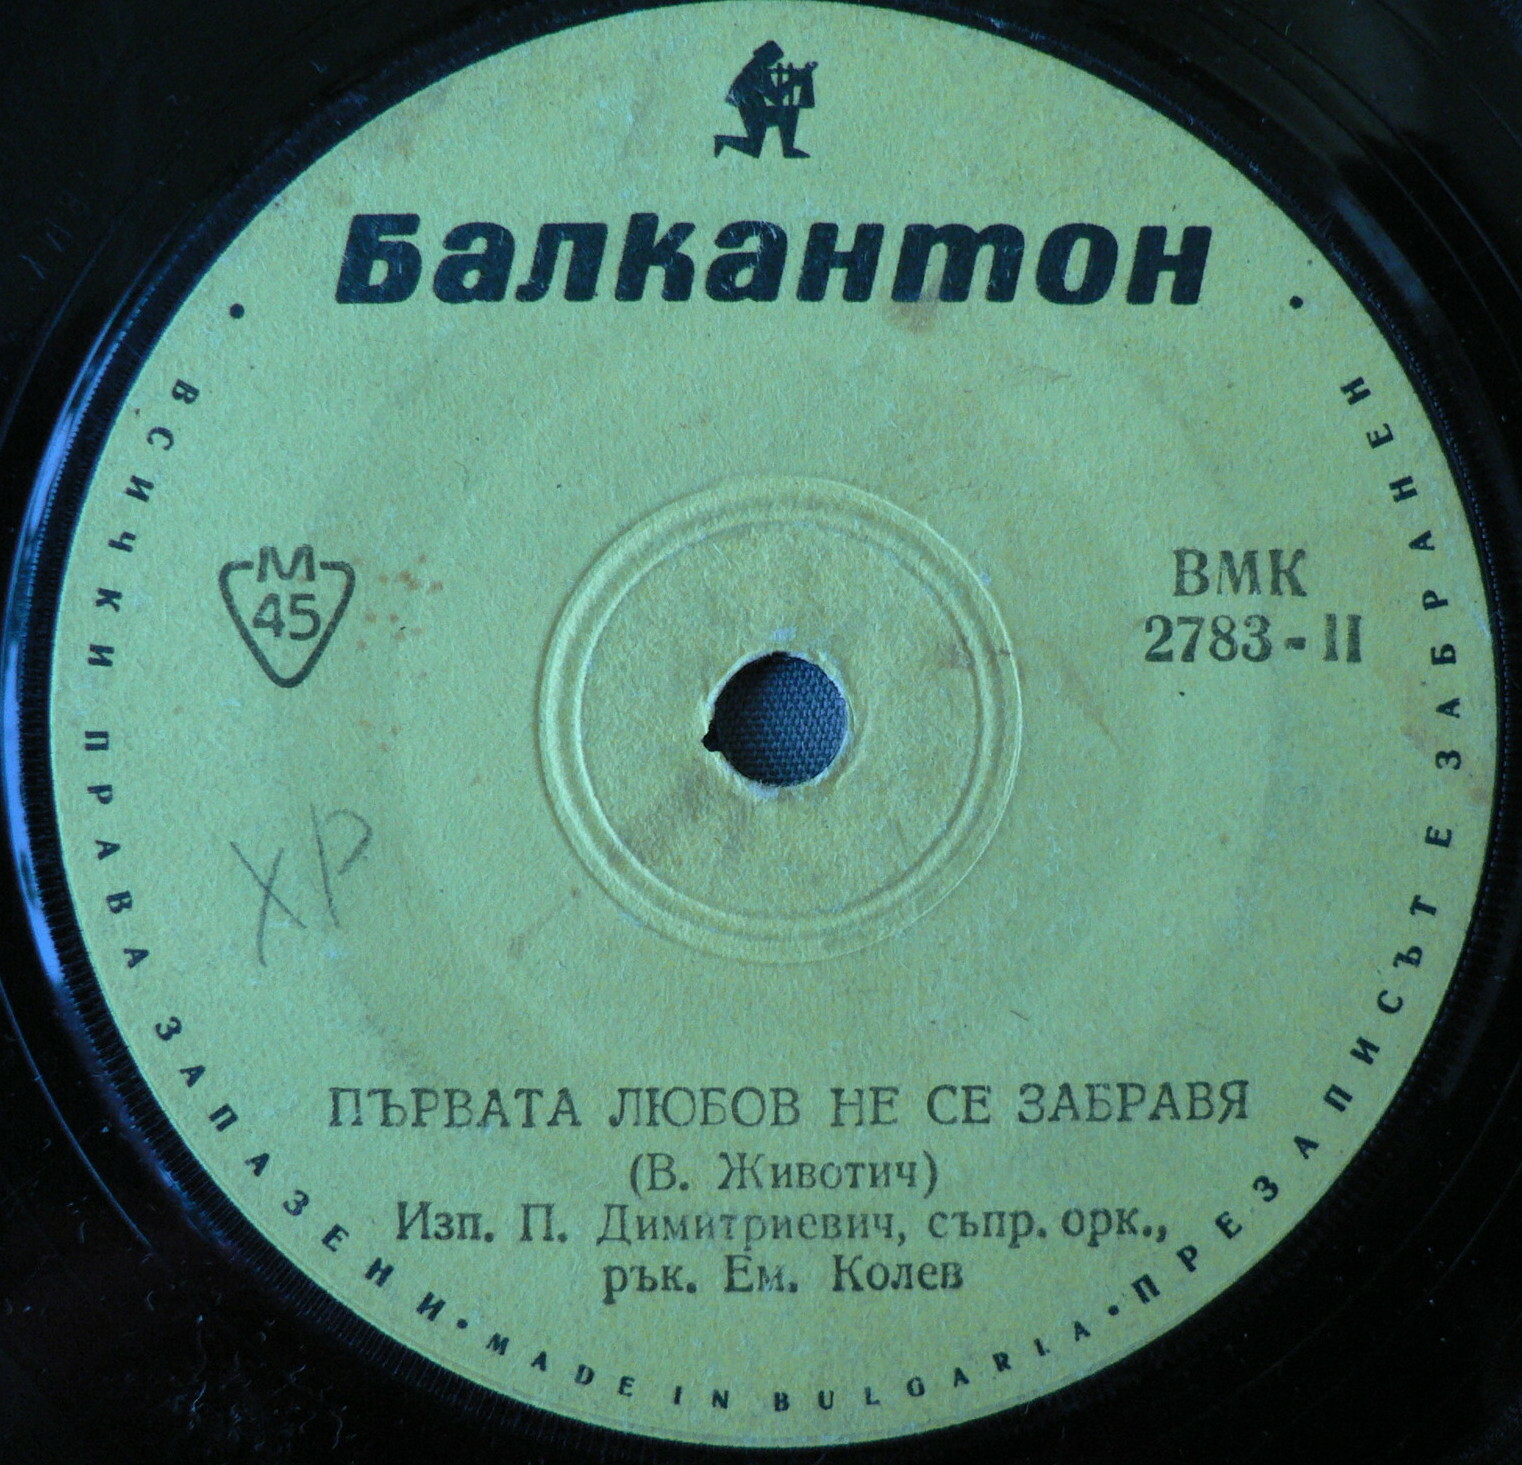 Балкантон
М
45
ВМК
2783-II
ХР
ПЪРВАТА ЛЮБОВ НЕ СЕ ЗАБРАВЯ
(В. Животич)
Изп. П. Димитриевич, съпр. орк.,
рък. Ем. Колев
• ВСИЧКИ ПРАВА ЗАПАЗЕНИ • MADE IN BULGARIA • ПРЕЗАПИСЪТ Е ЗАБРАНЕН •